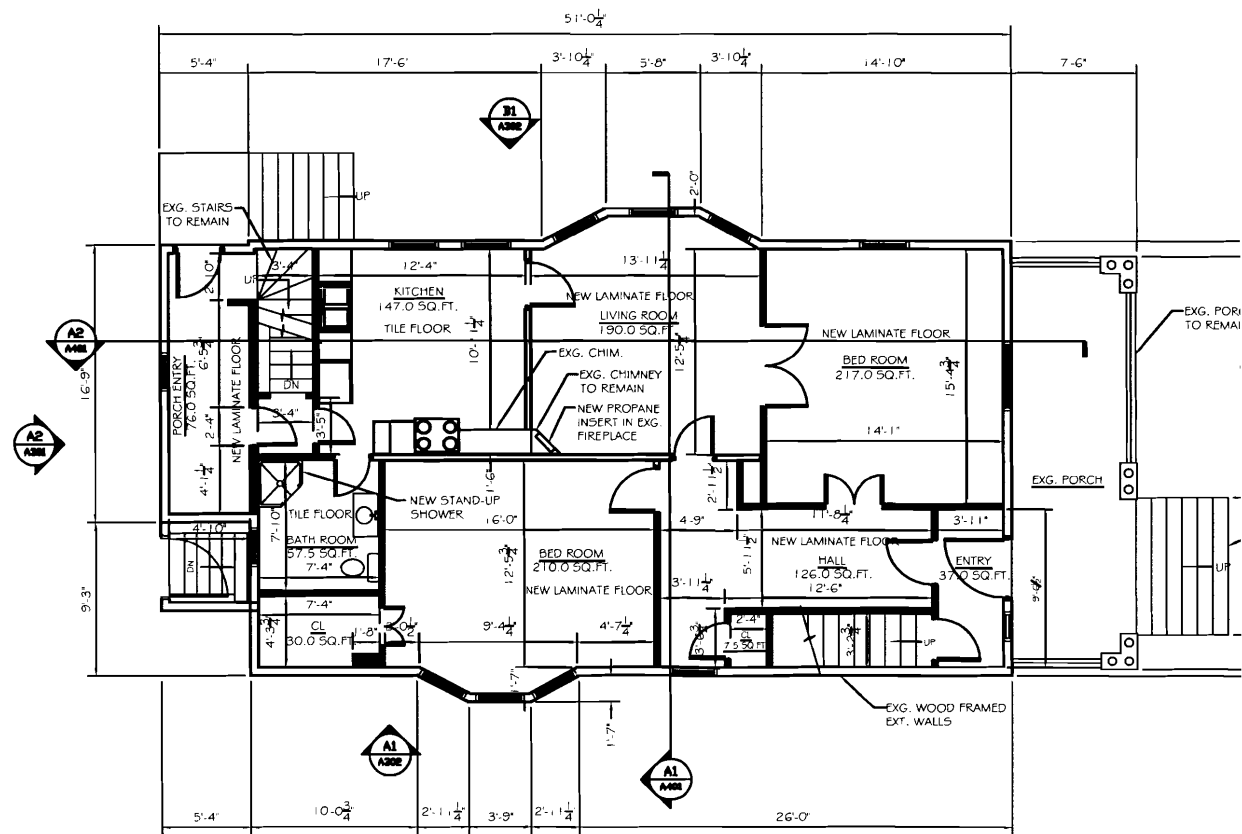 51'-0 1/4"
5'-4"
17'-6"
3'-10 1/4"
5'-8"
3'-10 1/4"
14'-10"
7'-6"
B1
A302
UP
EXG. STAIRS
TO REMAIN
2'-0"
3'-4"
12'-4"
13'-11 1/4"
2'-10"
UP
KITCHEN
147.0 SQ.FT.
TILE FLOOR
NEW LAMINATE FLOOR
LIVING ROOM
190.0 SQ.FT.
NEW LAMINATE FLOOR
BED ROOM
217.0 SQ.FT.
EXG. POR
TO REMAI
A2
A401
16'-9"
6'-5 3/4"
PORCH ENTRY
76.0 SQ.FT.
NEW LAMINATE FLOOR
10'-1 1/4"
12'-5 3/4"
15'-4 3/4"
EXG. CHIM.
EXG. CHIMNEY
TO REMAIN
NEW PROPANE
INSERT IN EXG.
FIREPLACE
DN
3'-4"
3'-5"
2'-4"
14'-1"
A2
A301
4'-1 1/4"
1'-6"
2'-11 1/2"
EXG. PORCH
NEW STAND-UP
SHOWER
TILE FLOOR
BATH ROOM
57.5 SQ.FT.
7'-4"
7'-10"
4'-10"
DN
16'-0"
4'-9"
11'-8 1/4"
3'-11"
BED ROOM
210.0 SQ.FT.
NEW LAMINATE FLOOR
12'-5 3/4"
5'-1 1/2"
NEW LAMINATE FLOOR
HALL
126.0 SQ.FT.
12'-6"
ENTRY
37.0 SQ.FT.
UP
9'-3"
3'-11 1/4"
7'-4"
CL
30.0 SQ.FT.
4'-3 3/4"
1'-8"
9'-4 1/4"
4'-7 1/4"
2'-4"
CL
7.5 SQ.FT
3'-2 3/4"
UP
1'-7"
1'-7"
EXG. WOOD FRAMED
EXT. WALLS
A1
A302
A1
A401
5'-4"
10'-0 3/4"
2'-11 1/4"
3'-9"
2'-11 1/4"
26'-0"